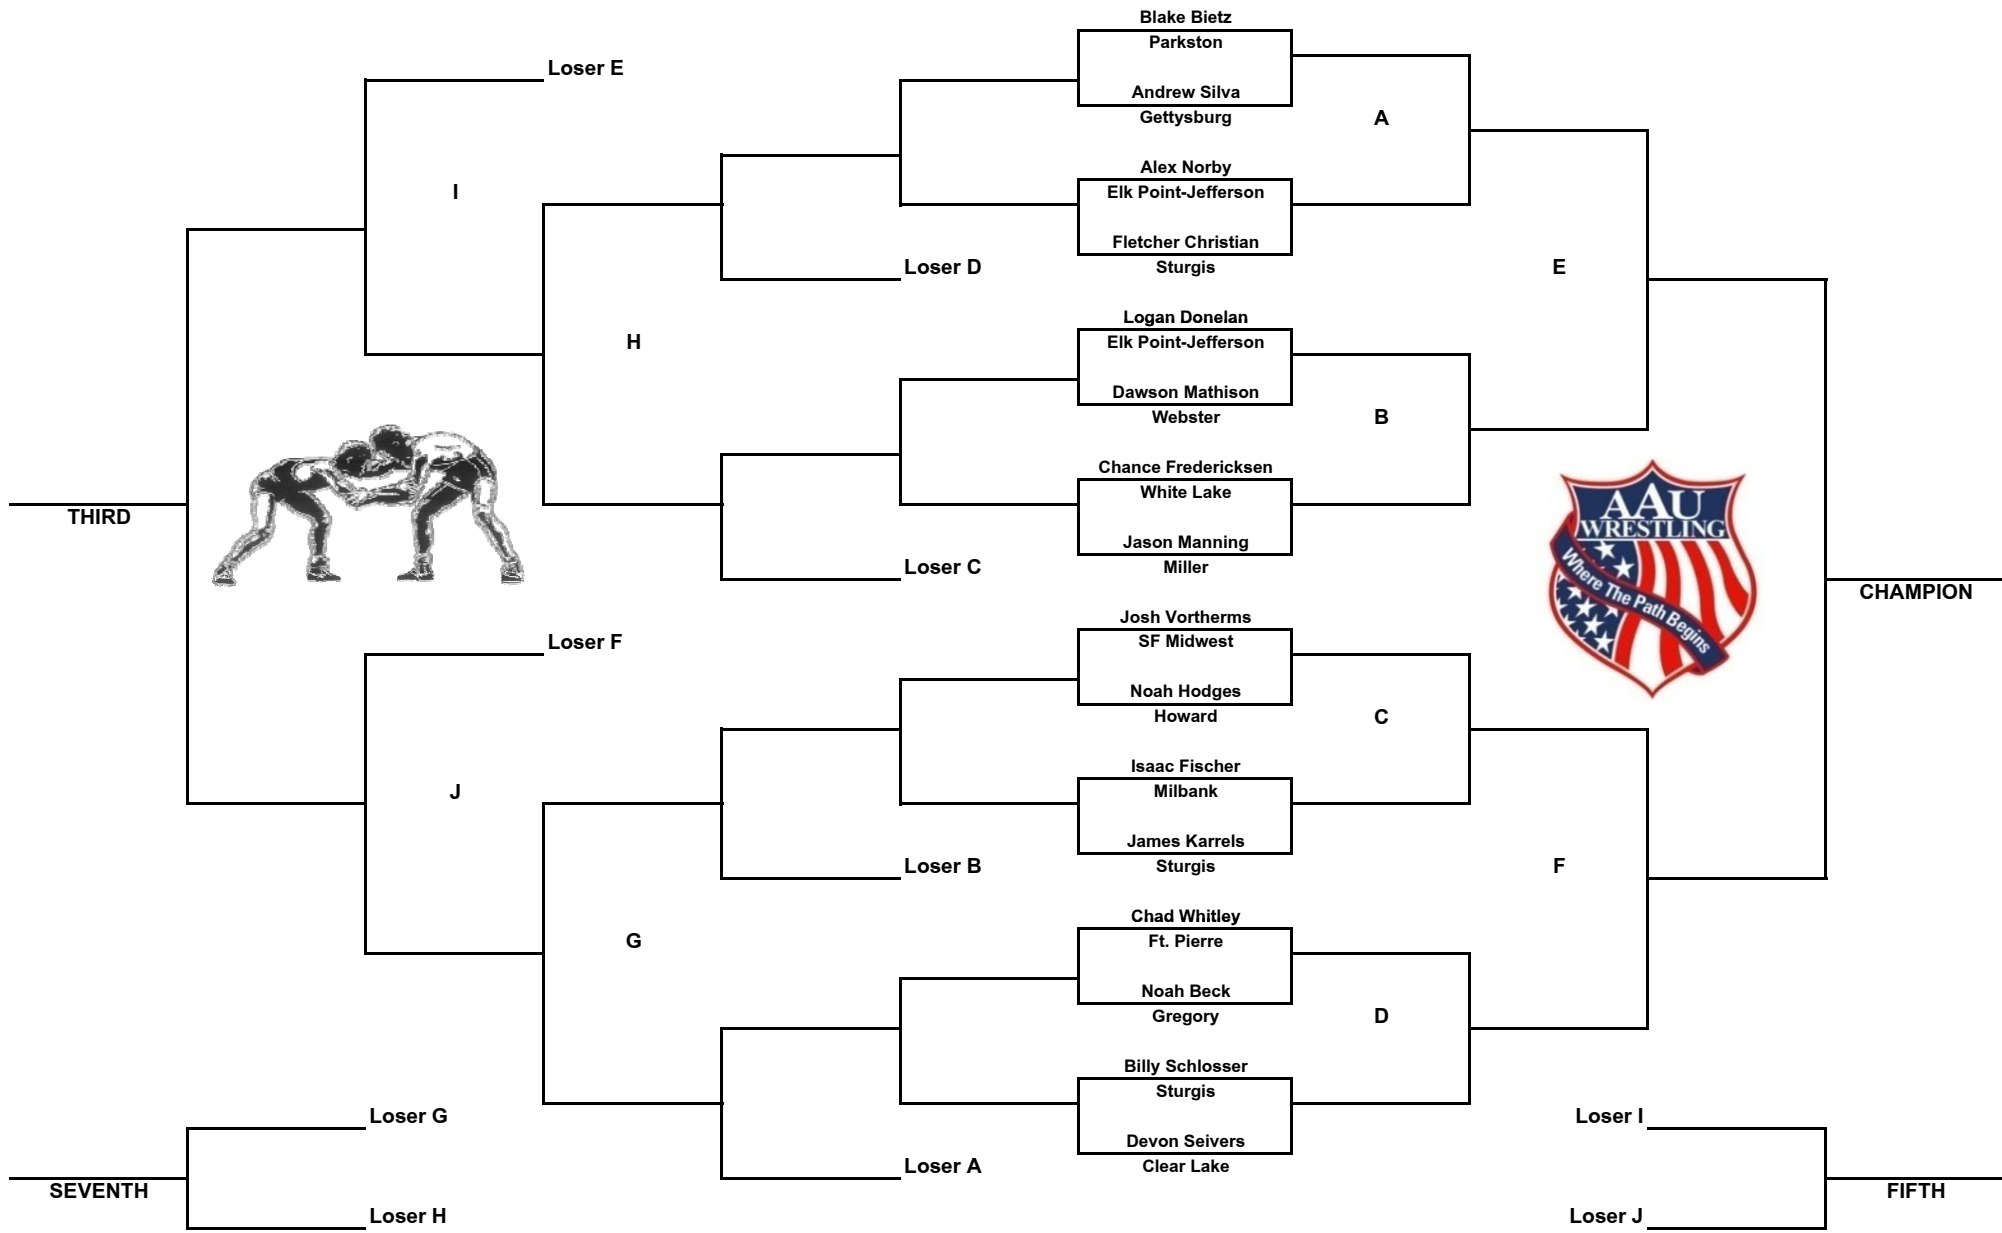 Blake Bietz
Parkston
Loser E
Andrew Silva
Gettysburg
A
Alex Norby
Elk Point-Jefferson
I
Fletcher Christian
Sturgis
Loser D
E
Logan Donelan
Elk Point-Jefferson
H
Dawson Mathison
Webster
B
Chance Fredericksen
White Lake
THIRD
AAU
WRESTLING
Where The Path Begins
Jason Manning
Miller
Loser C
CHAMPION
Josh Vortherms
SF Midwest
Loser F
Noah Hodges
Howard
C
Isaac Fischer
Milbank
J
James Karrels
Sturgis
Loser B
F
Chad Whitley
Ft. Pierre
G
Noah Beck
Gregory
D
Billy Schlosser
Sturgis
Loser G
Loser I
Devon Seivers
Clear Lake
Loser A
SEVENTH
FIFTH
Loser H
Loser J